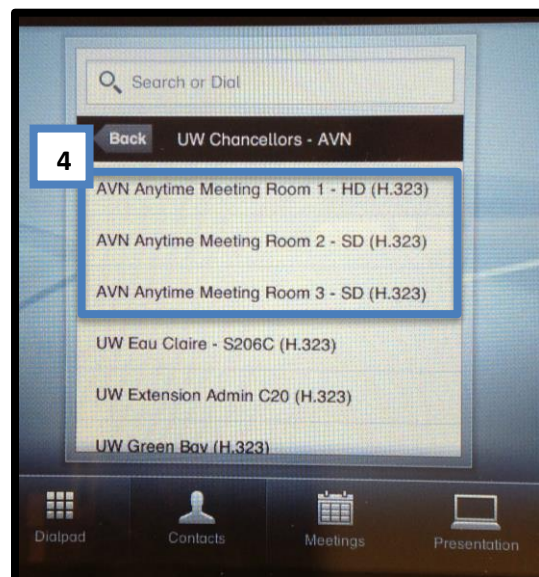 Search or Dial
Back UW Chancellors - AVN
4
AVN Anytime Meeting Room 1 - HD (H.323)
AVN Anytime Meeting Room 2 - SD (H.323)
AVN Anytime Meeting Room 3 - SD (H.323)
UW Eau Claire - S206C (H.323)
UW Extension Admin C20 (H.323)
UW Green Bay (H.323)
Dialpad Contacts Meetings Presentation